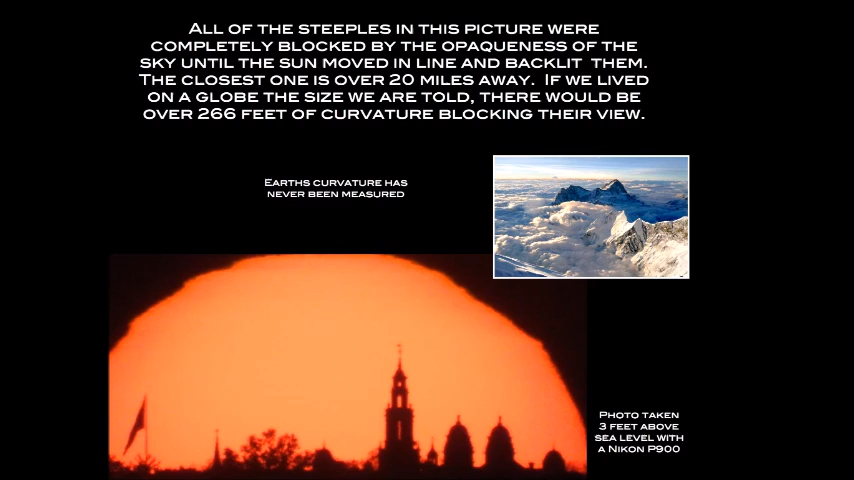 ALL OF THE STEEPLES IN THIS PICTURE WERE
COMPLETELY BLOCKED BY THE OPAQUENESS OF THE
SKY UNTIL THE SUN MOVED IN LINE AND BACKLIT THEM.
THE CLOSEST ONE IS OVER 20 MILES AWAY. IF WE LIVED
ON A GLOBE THE SIZE WE ARE TOLD, THERE WOULD BE
OVER 266 FEET OF CURVATURE BLOCKING THEIR VIEW.
EARTHS CURVATURE HAS
NEVER BEEN MEASURED
PHOTO TAKEN
3 FEET ABOVE
SEA LEVEL WITH
A NIKON P900